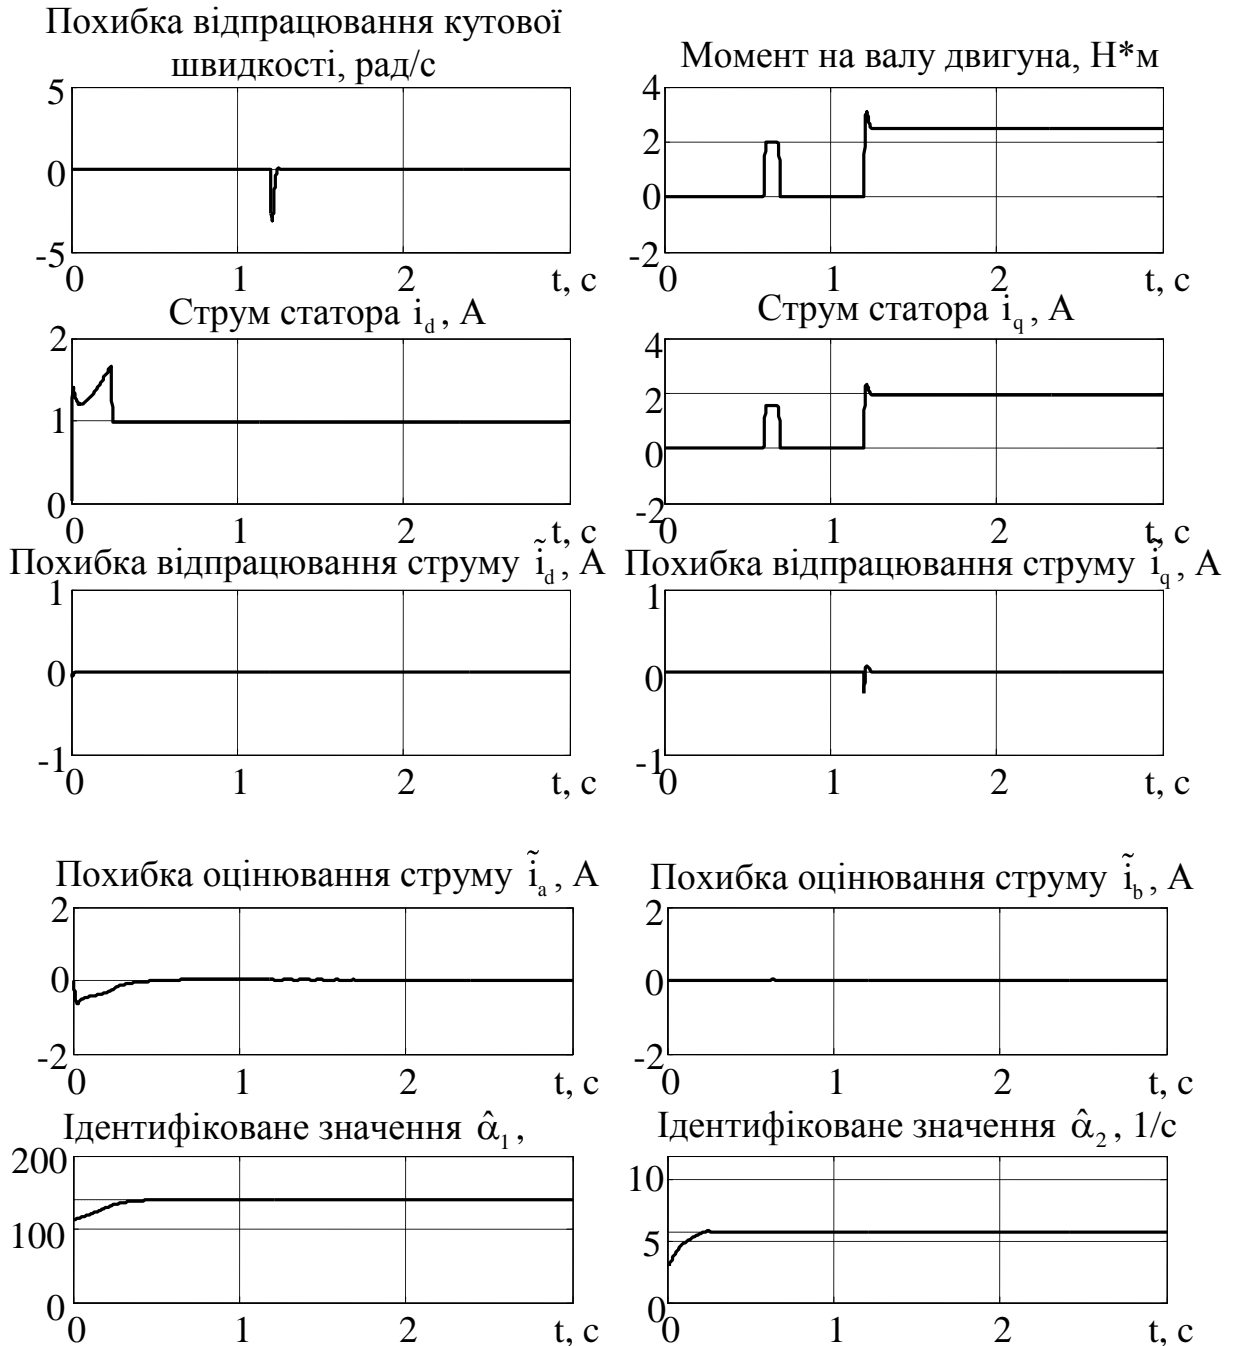 Похибка відпрацювання кутової
швидкості, рад/с
5
0
-5
0 1 2 t, с
Момент на валу двигуна, Н*м
4
2
0
-2
0 1 2 t, с
Струм статора i_d, А
2
1
0
0 1 2 t, с
Струм статора i_q, А
4
2
0
-2
0 1 2 t, с
Похибка відпрацювання струму ĩ_d, А
1
0
-1
0 1 2 t, с
Похибка відпрацювання струму ĩ_q, А
1
0
-1
0 1 2 t, с
Похибка оцінювання струму ĩ_a, А
2
0
-2
0 1 2 t, с
Похибка оцінювання струму ĩ_b, А
2
0
-2
0 1 2 t, с
Ідентифіковане значення α̂_1,
200
100
0
0 1 2 t, с
Ідентифіковане значення α̂_2, 1/с
10
5
0
0 1 2 t, с